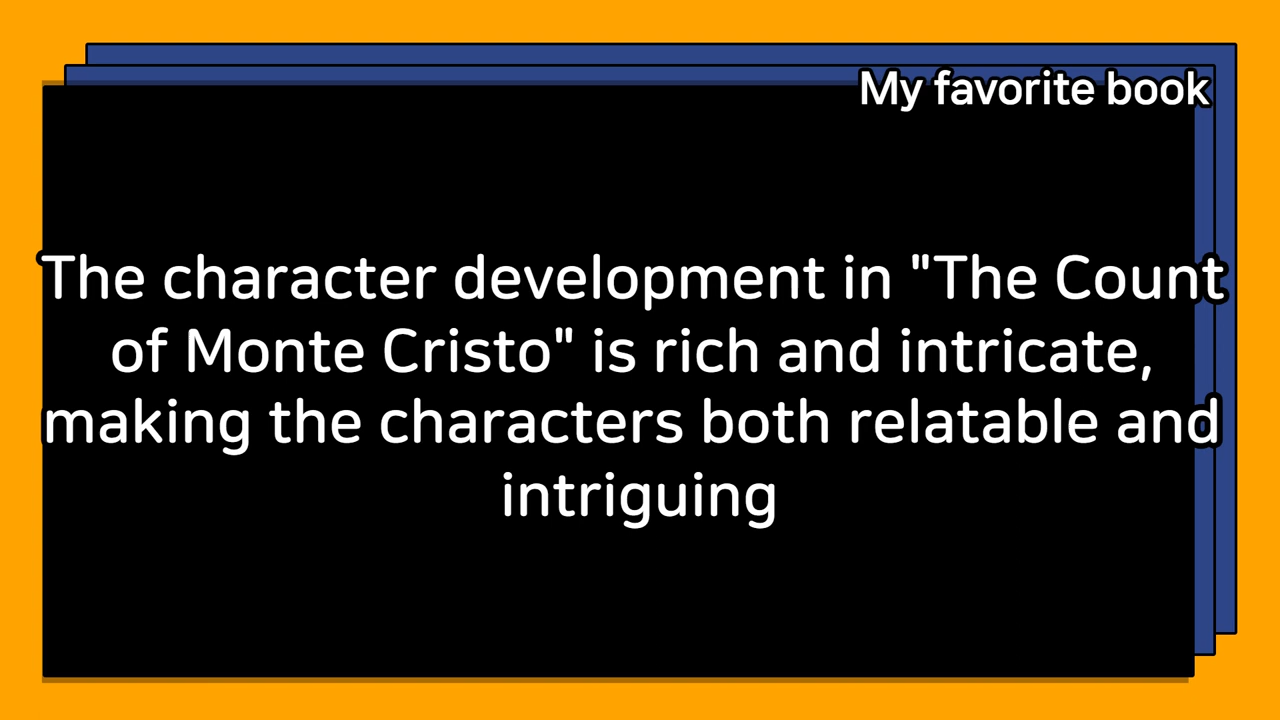 My favorite book
The character development in "The Count
of Monte Cristo" is rich and intricate,
making the characters both relatable and
intriguing